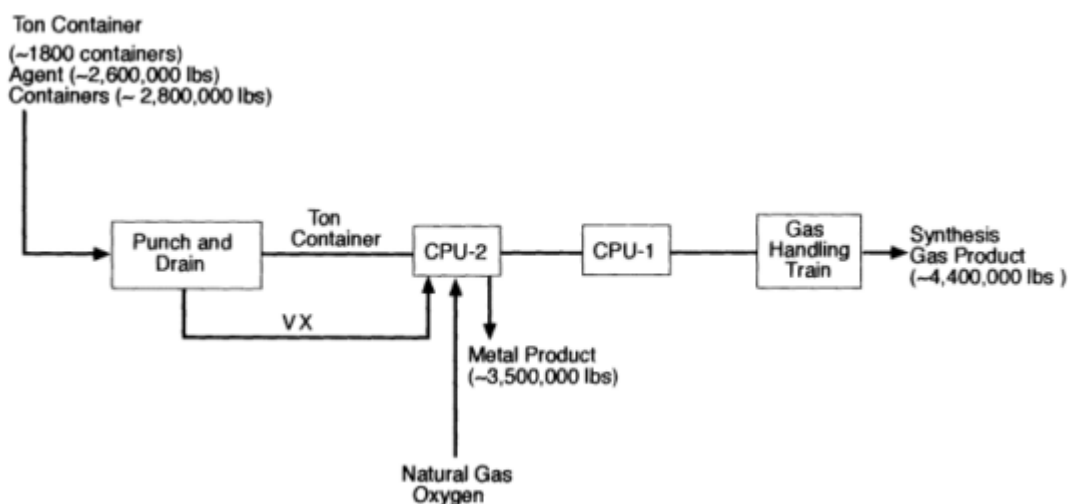 Ton Container
(~1800 containers)
Agent (~2,600,000 lbs)
Containers (~ 2,800,000 lbs)
Punch and
Drain
Ton
Container
CPU-2
CPU-1
Gas
Handling
Train
Synthesis
Gas Product
(~4,400,000 lbs )
VX
Metal Product
(~3,500,000 lbs)
Natural Gas
Oxygen